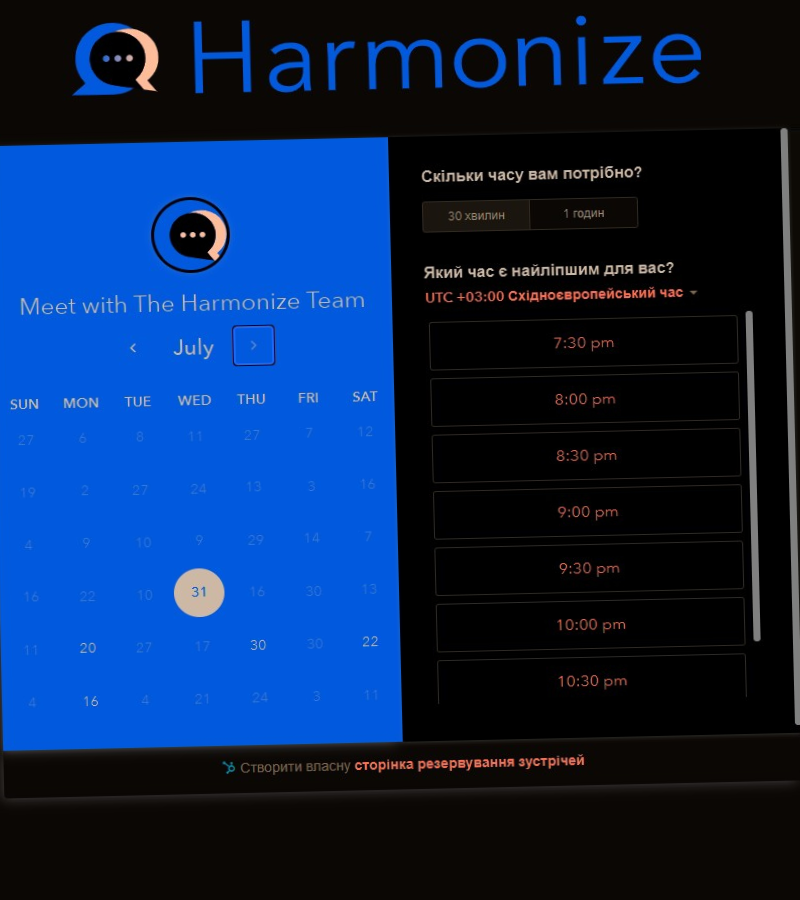 Harmonize
Meet with The Harmonize Team
July
SUN MON TUE WED THU FRI SAT
27 6 8 11 27 7 12
19 2 27 24 13 3 16
4 9 10 9 29 14 7
16 22 10 31 16 30 13
11 20 27 17 30 30 22
4 16 4 21 24 3 11
Скільки часу вам потрібно?
30 хвилин 1 годин
Який час є найліпшим для вас?
UTC +03:00 Східноєвропейський час
7:30 pm
8:00 pm
8:30 pm
9:00 pm
9:30 pm
10:00 pm
10:30 pm
Створити власну сторінка резервування зустрічей